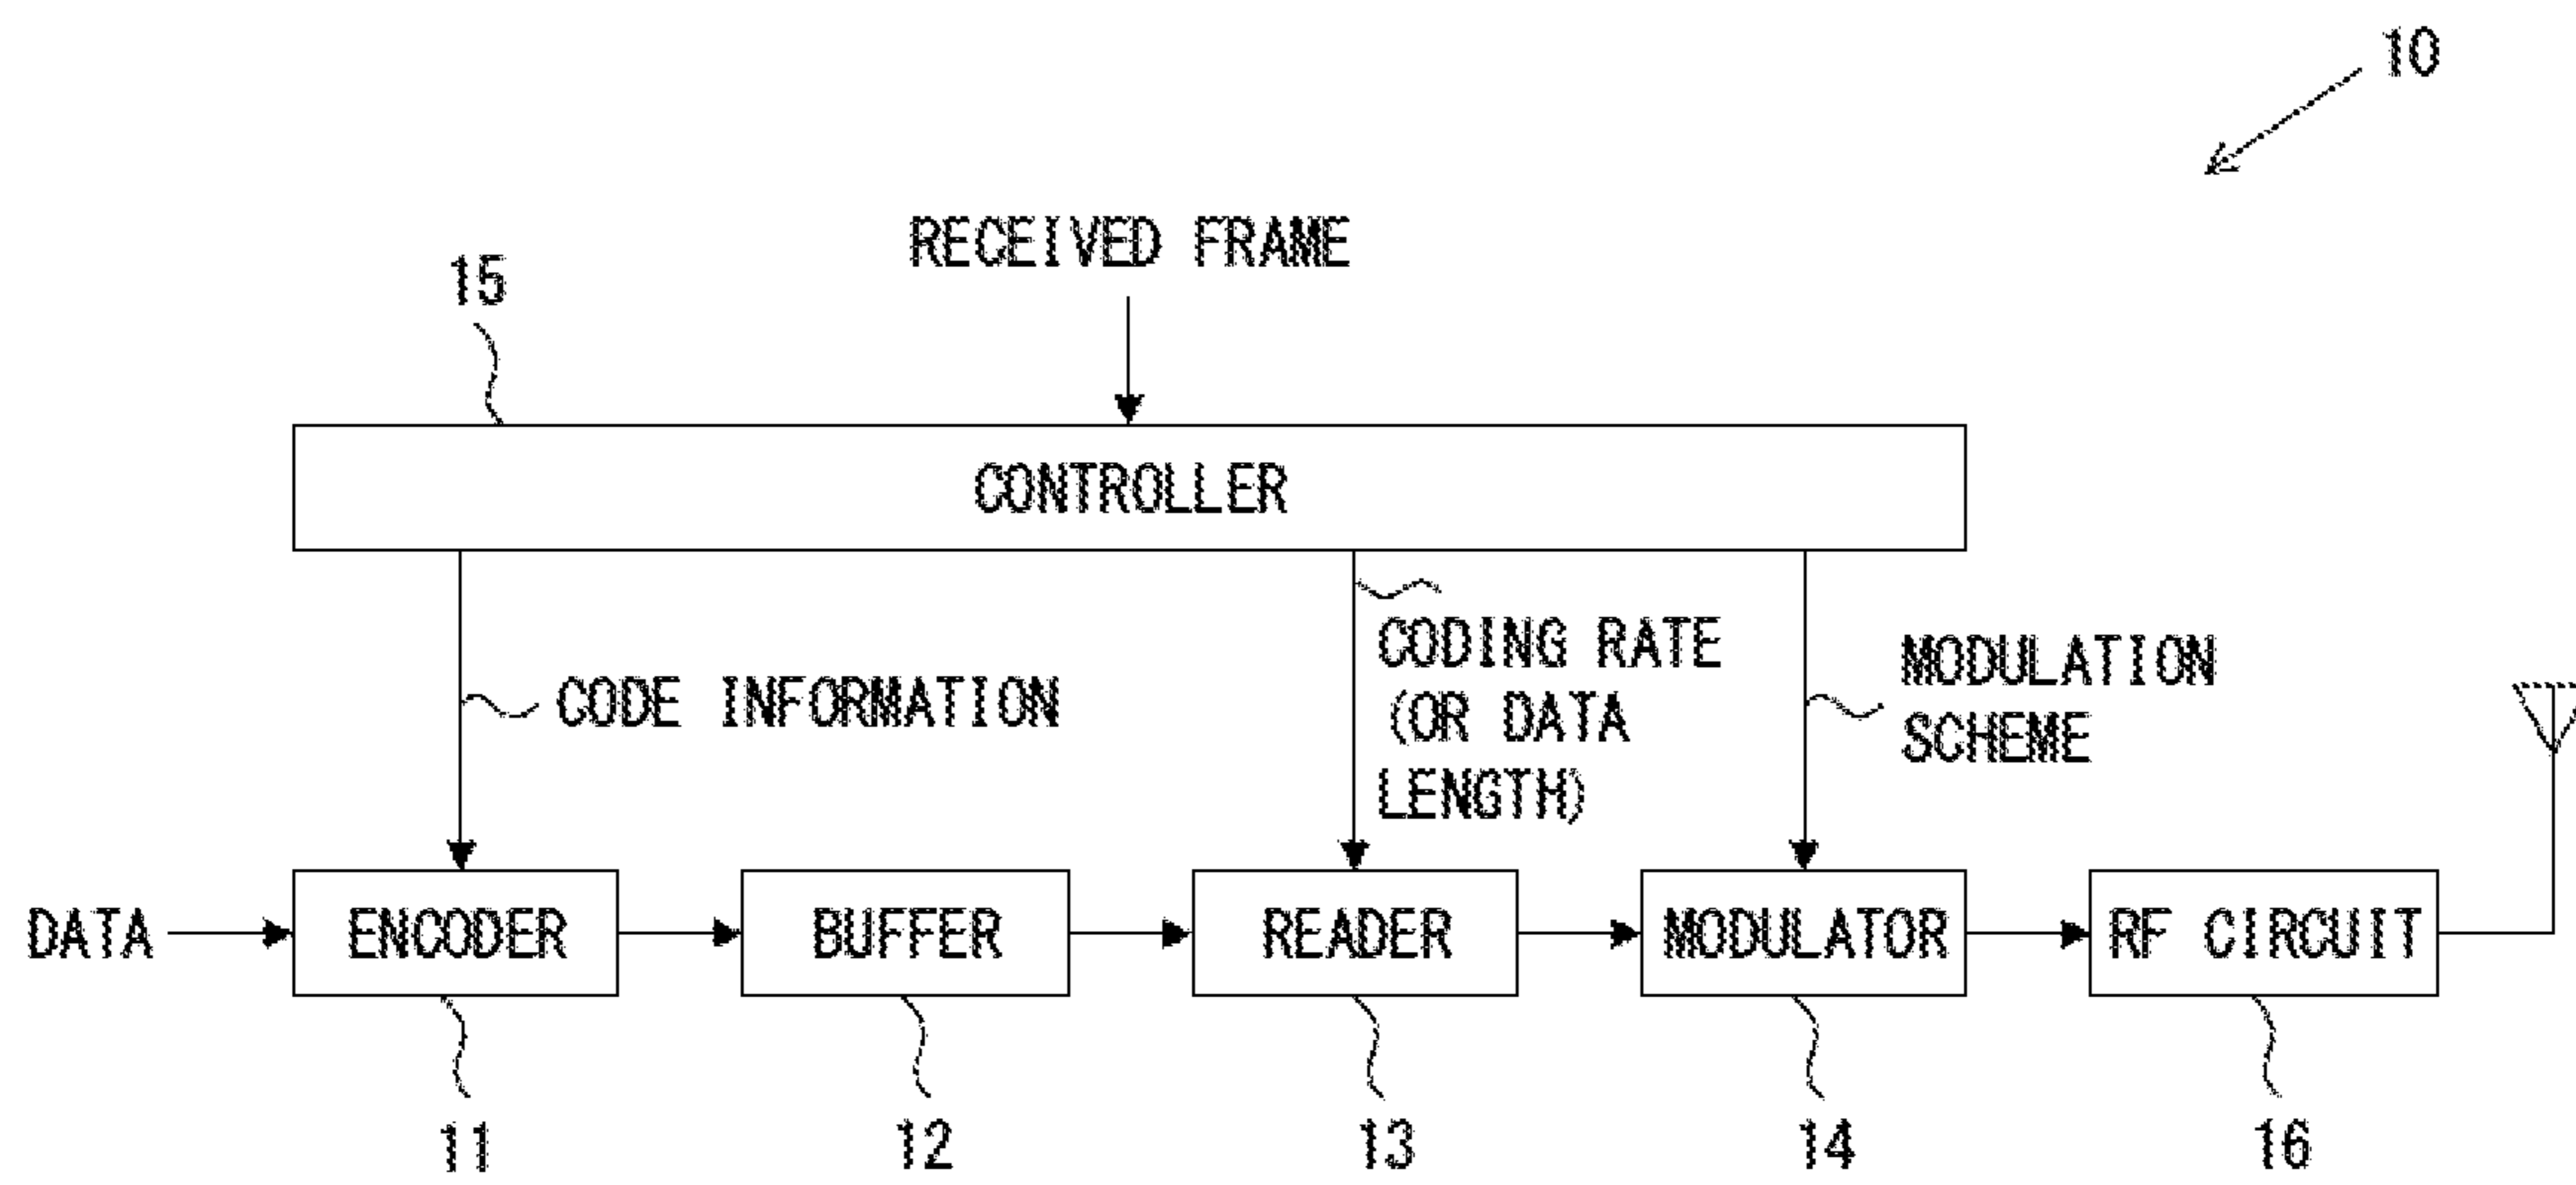 10
RECEIVED FRAME
15
CONTROLLER
CODE INFORMATION
CODING RATE
(OR DATA
LENGTH)
MODULATION
SCHEME
DATA
ENCODER
BUFFER
READER
MODULATOR
RF CIRCUIT
11
12
13
14
16